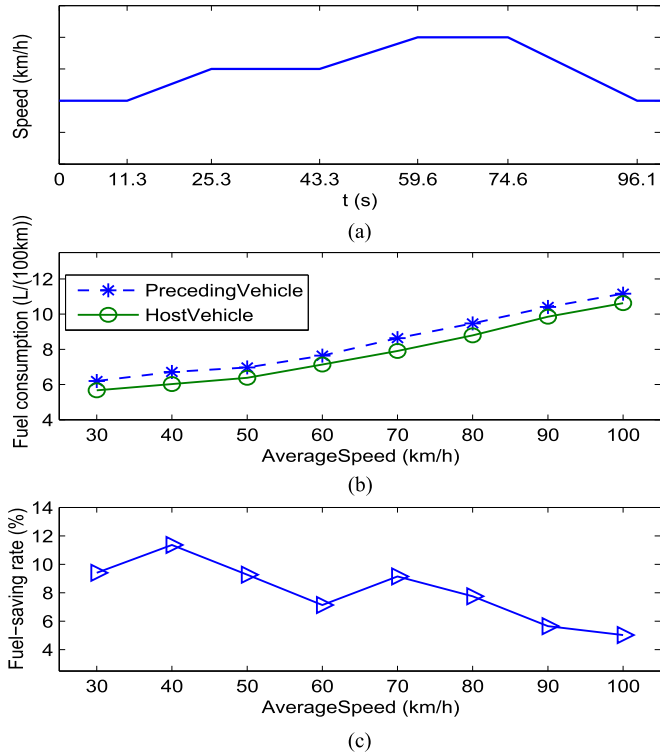 Speed (km/h)
0 11.3 25.3 43.3 59.6 74.6 96.1
t (s)
(a)
Fuel consumption (L/(100km))
12
10
8
6
4
PrecedingVehicle
HostVehicle
30 40 50 60 70 80 90 100
AverageSpeed (km/h)
(b)
Fuel−saving rate (%)
14
12
10
8
6
4
30 40 50 60 70 80 90 100
AverageSpeed (km/h)
(c)